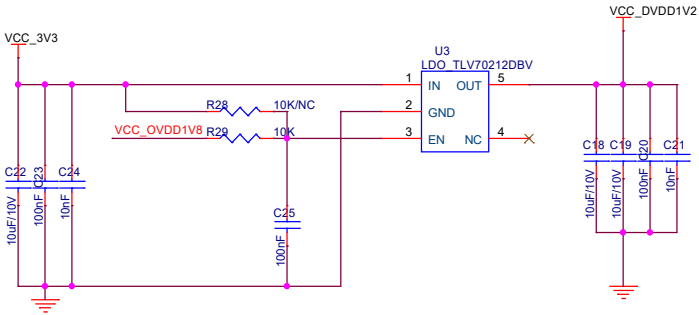 VCC_DVDD1V2
VCC_3V3
U3
LDO_TLV70212DBV
1
IN
OUT
5
R28
10K/NC
2
GND
VCC_OVDD1V8
R29
10K
3
EN
NC
4
C22
C23
C24
10uF/10V
100nF
10nF
C25
100nF
C18
C19
C20
C21
10uF/10V
10uF/10V
100nF
10nF